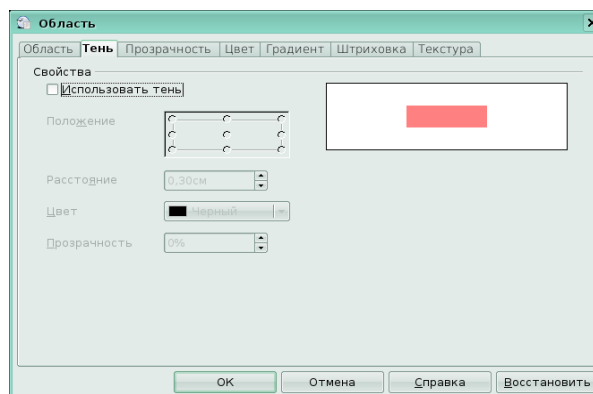 Область
Область Тень Прозрачность Цвет Градиент Штриховка Текстура
Свойства
Использовать тень
Положение
Расстояние 0,30см
Цвет Черный
Прозрачность 0%
OK Отмена Справка Восстановить